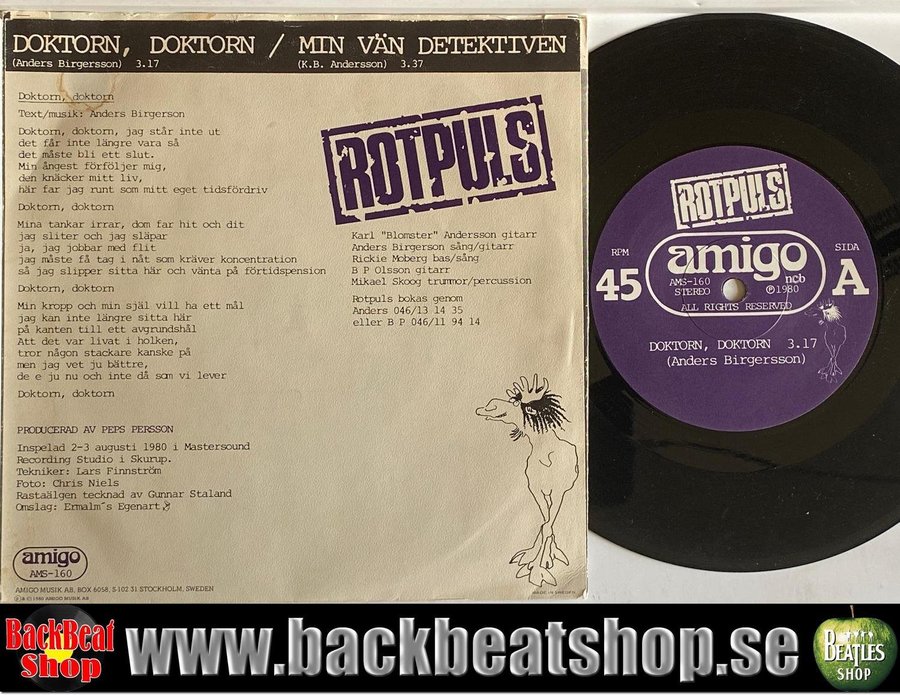 DOKTORN, DOKTORN / MIN VÄN DETEKTIVEN
(Anders Birgersson) 3.17 (K.B. Andersson) 3.37
Doktorn, doktorn
Text/musik: Anders Birgerson
Doktorn, doktorn, jag står inte ut
det får inte längre vara så
det måste bli ett slut.
Min ångest förföljer mig,
den knäcker mitt liv,
här far jag runt som mitt eget tidsfördriv
Doktorn, doktorn
Mina tankar irrar, dom far hit och dit
jag sliter och jag släpar
ja, jag jobbar med flit
jag måste få tag i nåt som kräver koncentration
så jag slipper sitta här och vänta på förtidspension
Doktorn, doktorn
Min kropp och min själ vill ha ett mål
jag kan inte längre sitta här
på kanten till ett avgrundshål
Att det var livat i holken,
tror någon stackare kanske på
men jag vet ju bättre,
de e ju nu och inte då som vi lever
Doktorn, doktorn
PRODUCERAD AV PEPS PERSSON
Inspelad 2-3 augusti 1980 i Mastersound
Recording Studio i Skurup.
Tekniker: Lars Finnström
Foto: Chris Niels
Rastaälgen tecknad av Gunnar Staland
Omslag: Ermalm´s Egenart
amigo
AMS-160
AMIGO MUSIK AB, BOX 6058, S-102 31 STOCKHOLM, SWEDEN
℗ & © 1980 AMIGO MUSIK AB
ROTPULS
Karl "Blomster" Andersson gitarr
Anders Birgerson sång/gitarr
Rickie Moberg bas/sång
B P Olsson gitarr
Mikael Skoog trummor/percussion
Rotpuls bokas genom
Anders 046/13 14 35
eller B P 046/11 94 14
MADE IN SWEDEN
ROTPULS
RPM
45
amigo
AMS-160
STEREO
ncb
℗1980
ALL RIGHTS RESERVED
SIDA
A
DOKTORN, DOKTORN 3.17
(Anders Birgersson)
BackBeat
Shop
www.backbeatshop.se
BEATLES
SHOP